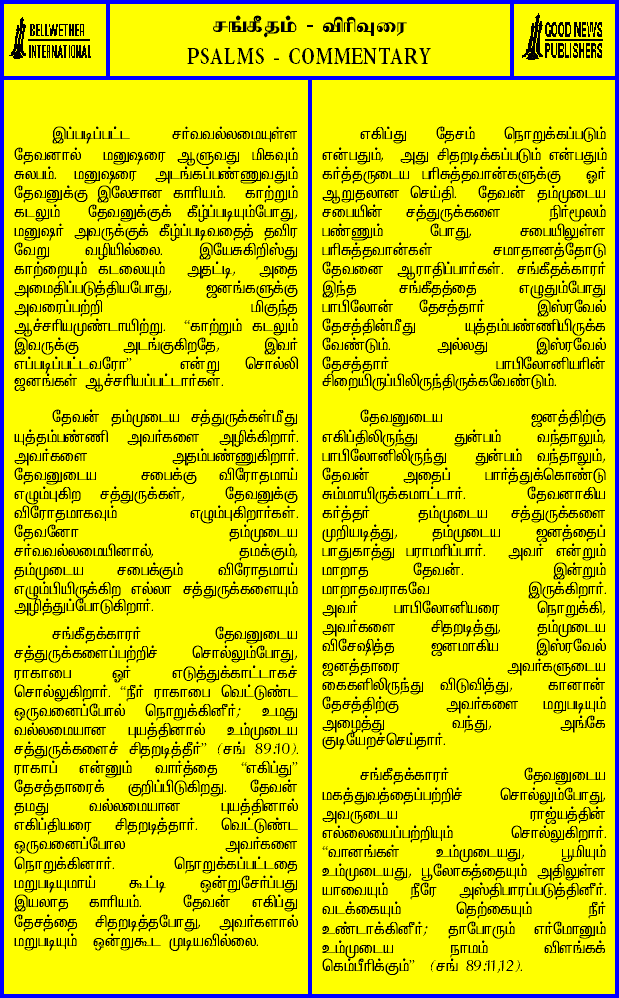 BELLWETHER
INTERNATIONAL
சங்கீதம் - விரிவுரை
PSALMS - COMMENTARY
GOOD NEWS
PUBLISHERS
இப்படிப்பட்ட சர்வவல்லமையுள்ள
தேவனால் மனுஷரை ஆளுவது மிகவும்
சுலபம். மனுஷரை அடங்கப்பண்ணுவதும்
தேவனுக்கு இலேசான காரியம். காற்றும்
கடலும் தேவனுக்குக் கீழ்ப்படியும்போது,
மனுஷர் அவருக்குக் கீழ்ப்படிவதைத் தவிர
வேறு வழியில்லை. இயேசுகிறிஸ்து
காற்றையும் கடலையும் அதட்டி, அதை
அமைதிப்படுத்தியபோது, ஜனங்களுக்கு
அவரைப்பற்றி மிகுந்த
ஆச்சரியமுண்டாயிற்று. “காற்றும் கடலும்
இவருக்கு அடங்குகிறதே, இவர்
எப்படிப்பட்டவரோ” என்று சொல்லி
ஜனங்கள் ஆச்சரியப்பட்டார்கள்.
தேவன் தம்முடைய சத்துருக்கள்மீது
யுத்தம்பண்ணி அவர்களை அழிக்கிறார்.
அவர்களை அதம்பண்ணுகிறார்.
தேவனுடைய சபைக்கு விரோதமாய்
எழும்புகிற சத்துருக்கள், தேவனுக்கு
விரோதமாகவும் எழும்புகிறார்கள்.
தேவனோ தம்முடைய
சர்வவல்லமையினால், தமக்கும்,
தம்முடைய சபைக்கும் விரோதமாய்
எழும்பியிருக்கிற எல்லா சத்துருக்களையும்
அழித்துப்போடுகிறார்.
சங்கீதக்காரர் தேவனுடைய
சத்துருக்களைப்பற்றிச் சொல்லும்போது,
ராகாபை ஓர் எடுத்துக்காட்டாகச்
சொல்லுகிறார். “நீர் ராகாபை வெட்டுண்ட
ஒருவனைப்போல் நொறுக்கினீர்; உமது
வல்லமையான புயத்தினால் உம்முடைய
சத்துருக்களைச் சிதறடித்தீர்” (சங் 89:10).
ராகாப் என்னும் வார்த்தை “எகிப்து”
தேசத்தாரைக் குறிப்பிடுகிறது. தேவன்
தமது வல்லமையான புயத்தினால்
எகிப்தியரை சிதறடித்தார். வெட்டுண்ட
ஒருவனைப்போல அவர்களை
நொறுக்கினார். நொறுக்கப்பட்டதை
மறுபடியுமாய் கூட்டி ஒன்றுசேர்ப்பது
இயலாத காரியம். தேவன் எகிப்து
தேசத்தை சிதறடித்தபோது, அவர்களால்
மறுபடியும் ஒன்றுகூட முடியவில்லை.
எகிப்து தேசம் நொறுக்கப்படும்
என்பதும், அது சிதறடிக்கப்படும் என்பதும்
கர்த்தருடைய பரிசுத்தவான்களுக்கு ஓர்
ஆறுதலான செய்தி. தேவன் தம்முடைய
சபையின் சத்துருக்களை நிர்மூலம்
பண்ணும் போது, சபையிலுள்ள
பரிசுத்தவான்கள் சமாதானத்தோடு
தேவனை ஆராதிப்பார்கள். சங்கீதக்காரர்
இந்த சங்கீதத்தை எழுதும்போது
பாபிலோன் தேசத்தார் இஸ்ரவேல்
தேசத்தின்மீது யுத்தம்பண்ணியிருக்க
வேண்டும். அல்லது இஸ்ரவேல்
தேசத்தார் பாபிலோனியரின்
சிறையிருப்பிலிருந்திருக்கவேண்டும்.
தேவனுடைய ஜனத்திற்கு
எகிப்திலிருந்து துன்பம் வந்தாலும்,
பாபிலோனிலிருந்து துன்பம் வந்தாலும்,
தேவன் அதைப் பார்த்துக்கொண்டு
சும்மாயிருக்கமாட்டார். தேவனாகிய
கர்த்தர் தம்முடைய சத்துருக்களை
முறியடித்து, தம்முடைய ஜனத்தைப்
பாதுகாத்து பராமரிப்பார். அவர் என்றும்
மாறாத தேவன். இன்றும்
மாறாதவராகவே இருக்கிறார்.
அவர் பாபிலோனியரை நொறுக்கி,
அவர்களை சிதறடித்து, தம்முடைய
விசேஷித்த ஜனமாகிய இஸ்ரவேல்
ஜனத்தாரை அவர்களுடைய
கைகளிலிருந்து விடுவித்து, கானான்
தேசத்திற்கு அவர்களை மறுபடியும்
அழைத்து வந்து, அங்கே
குடியேறச்செய்தார்.
சங்கீதக்காரர் தேவனுடைய
மகத்துவத்தைப்பற்றிச் சொல்லும்போது,
அவருடைய ராஜ்யத்தின்
எல்லையைப்பற்றியும் சொல்லுகிறார்.
“வானங்கள் உம்முடையது, பூமியும்
உம்முடையது, பூலோகத்தையும் அதிலுள்ள
யாவையும் நீரே அஸ்திபாரப்படுத்தினீர்.
வடக்கையும் தெற்கையும் நீர்
உண்டாக்கினீர்; தாபோரும் எர்மோனும்
உம்முடைய நாமம் விளங்கக்
கெம்பீரிக்கும்” (சங் 89:11,12).